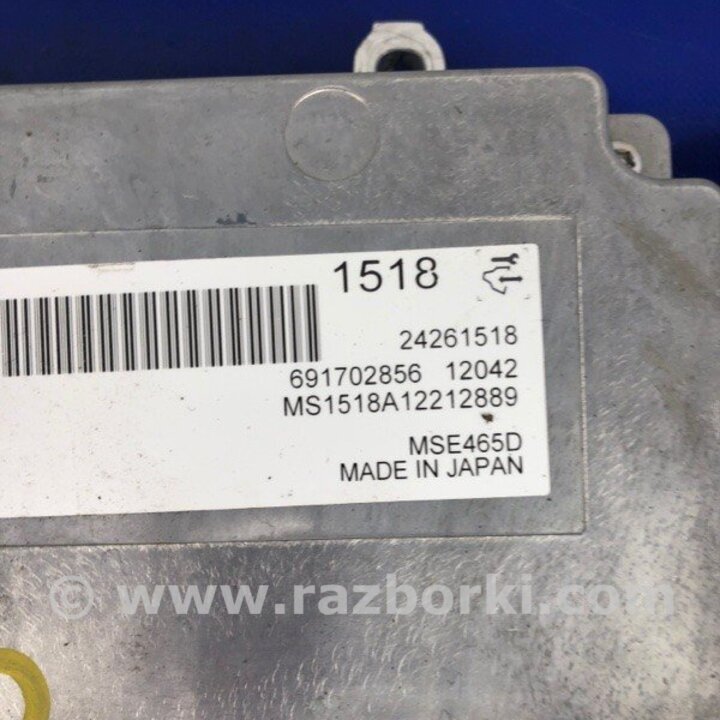 1518
24261518
691702856 12042
MS1518A12212889
MSE465D
MADE IN JAPAN
© www.razborki.com